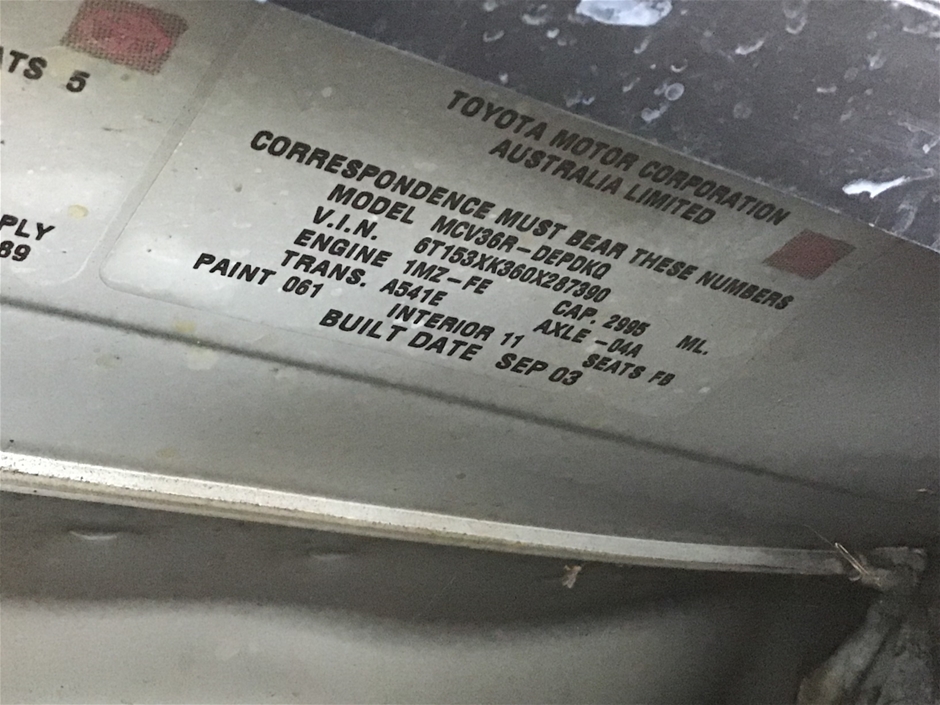 ATS 5
PLY
69
TOYOTA MOTOR CORPORATION
AUSTRALIA LIMITED
CORRESPONDENCE MUST BEAR THESE NUMBERS
MODEL MCV36R-DEPDKQ
V.I.N. 6T153XK360X287390
ENGINE 1MZ-FE CAP. 2995 ML.
TRANS. A541E AXLE -04A
PAINT 061 INTERIOR 11 SEATS FB
BUILT DATE SEP 03